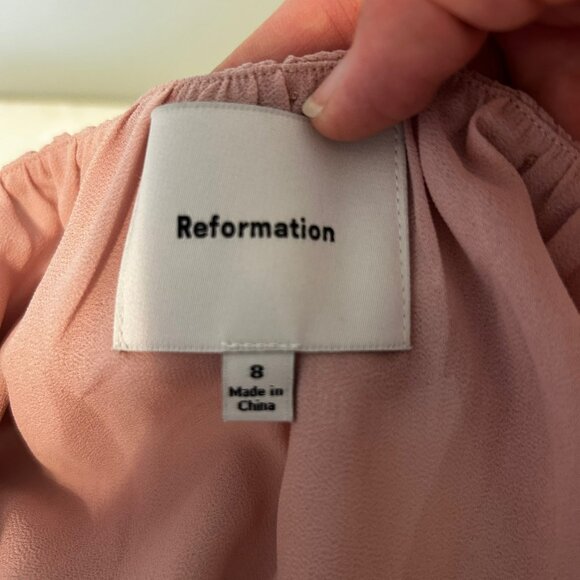 Reformation
8
Made in
China